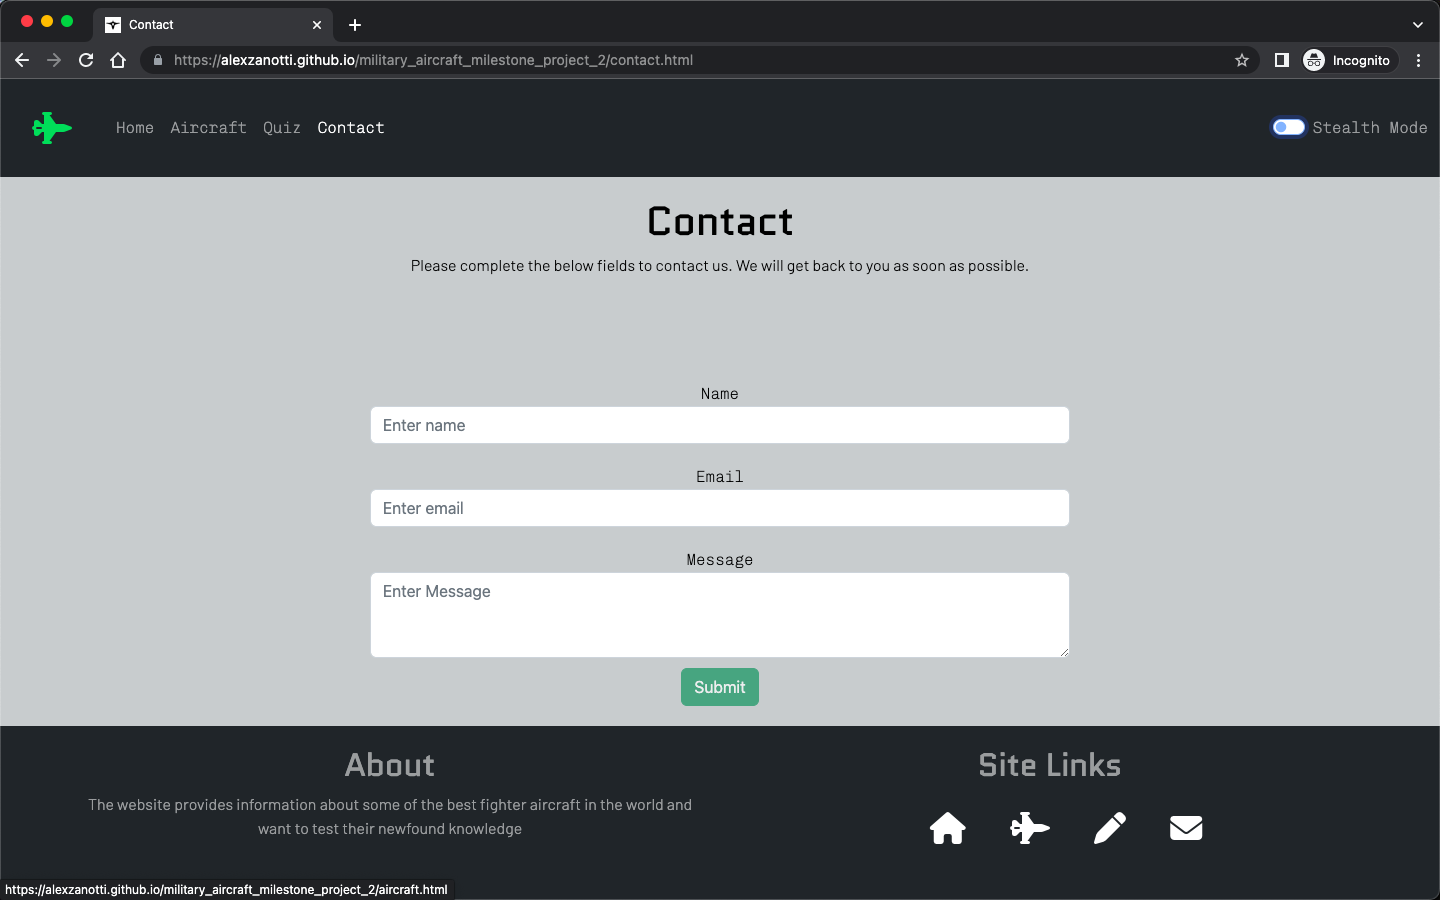 Contact
https://alexzanotti.github.io/military_aircraft_milestone_project_2/contact.html
Incognito
Home Aircraft Quiz Contact
Stealth Mode
Contact
Please complete the below fields to contact us. We will get back to you as soon as possible.
Name
Enter name
Email
Enter email
Message
Enter Message
Submit
About
The website provides information about some of the best fighter aircraft in the world and
want to test their newfound knowledge
Site Links
https://alexzanotti.github.io/military_aircraft_milestone_project_2/aircraft.html